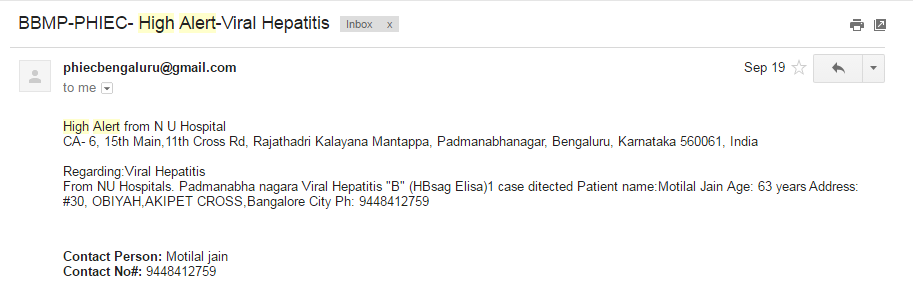 BBMP-PHIEC- High Alert-Viral Hepatitis Inbox x
phiecbengaluru@gmail.com Sep 19
to me
High Alert from N U Hospital
CA- 6, 15th Main,11th Cross Rd, Rajathadri Kalayana Mantappa, Padmanabhanagar, Bengaluru, Karnataka 560061, India
Regarding:Viral Hepatitis
From NU Hospitals. Padmanabha nagara Viral Hepatitis "B" (HBsag Elisa)1 case ditected Patient name:Motilal Jain Age: 63 years Address:
#30, OBIYAH,AKIPET CROSS,Bangalore City Ph: 9448412759
Contact Person: Motilal jain
Contact No#: 9448412759